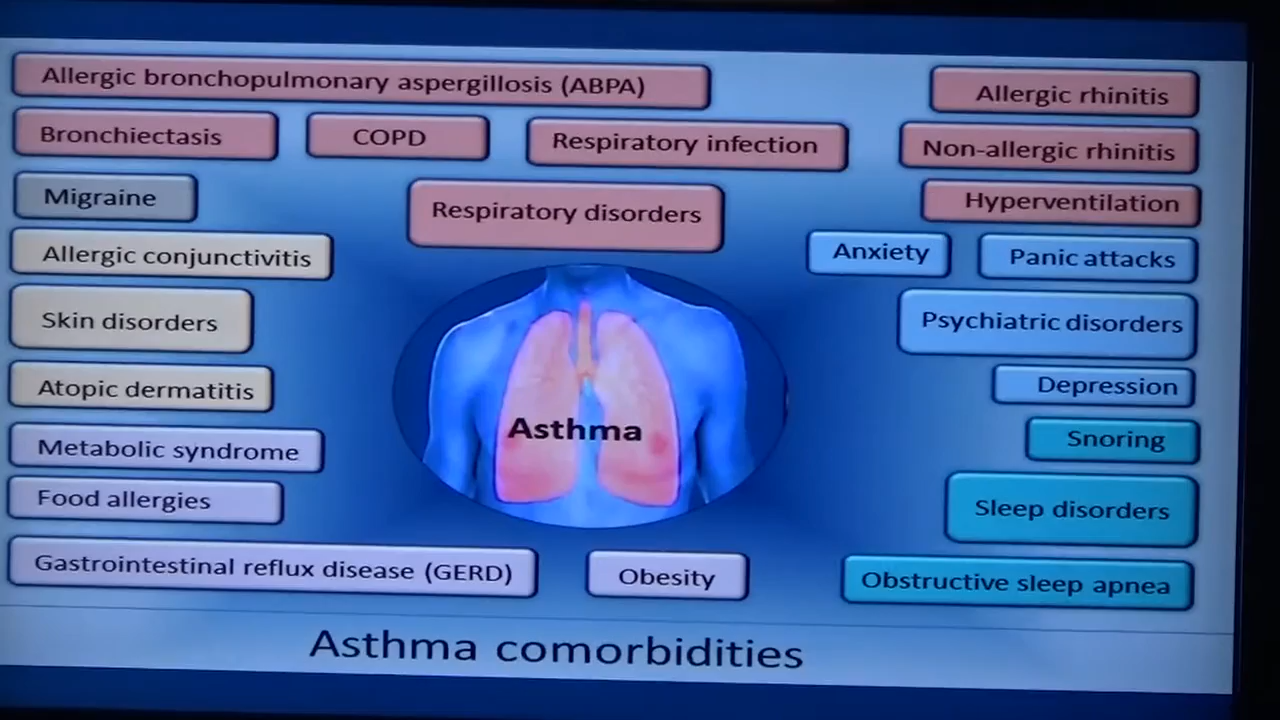 Allergic bronchopulmonary aspergillosis (ABPA)
Allergic rhinitis
Bronchiectasis
COPD
Respiratory infection
Non-allergic rhinitis
Migraine
Respiratory disorders
Hyperventilation
Allergic conjunctivitis
Anxiety
Panic attacks
Skin disorders
Psychiatric disorders
Atopic dermatitis
Depression
Asthma
Metabolic syndrome
Snoring
Food allergies
Sleep disorders
Gastrointestinal reflux disease (GERD)
Obesity
Obstructive sleep apnea
Asthma comorbidities